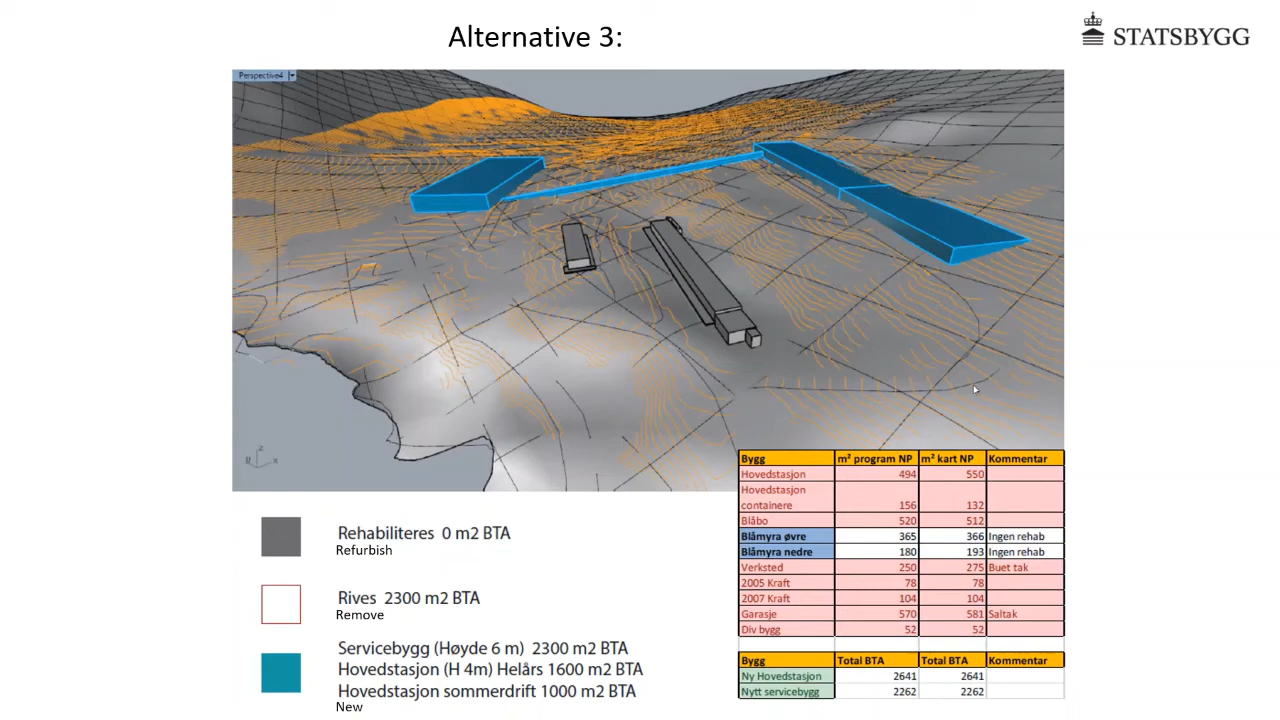 Alternative 3:
STATSBYGG
Perspective4
z
x
Bygg m² program NP m² kart NP Kommentar
Hovedstasjon 494 550
Hovedstasjon
containere 156 132
Blåbo 520 512
Blåmyra øvre 365 366 Ingen rehab
Blåmyra nedre 180 193 Ingen rehab
Verksted 250 275 Buet tak
2005 Kraft 78 78
2007 Kraft 104 104
Garasje 570 581 Saltak
Div bygg 52 52
Bygg Total BTA Total BTA Kommentar
Ny Hovedstasjon 2641 2641
Nytt servicebygg 2262 2262
Rehabiliteres 0 m2 BTA
Refurbish
Rives 2300 m2 BTA
Remove
Servicebygg (Høyde 6 m) 2300 m2 BTA
Hovedstasjon (H 4m) Helårs 1600 m2 BTA
Hovedstasjon sommerdrift 1000 m2 BTA
New